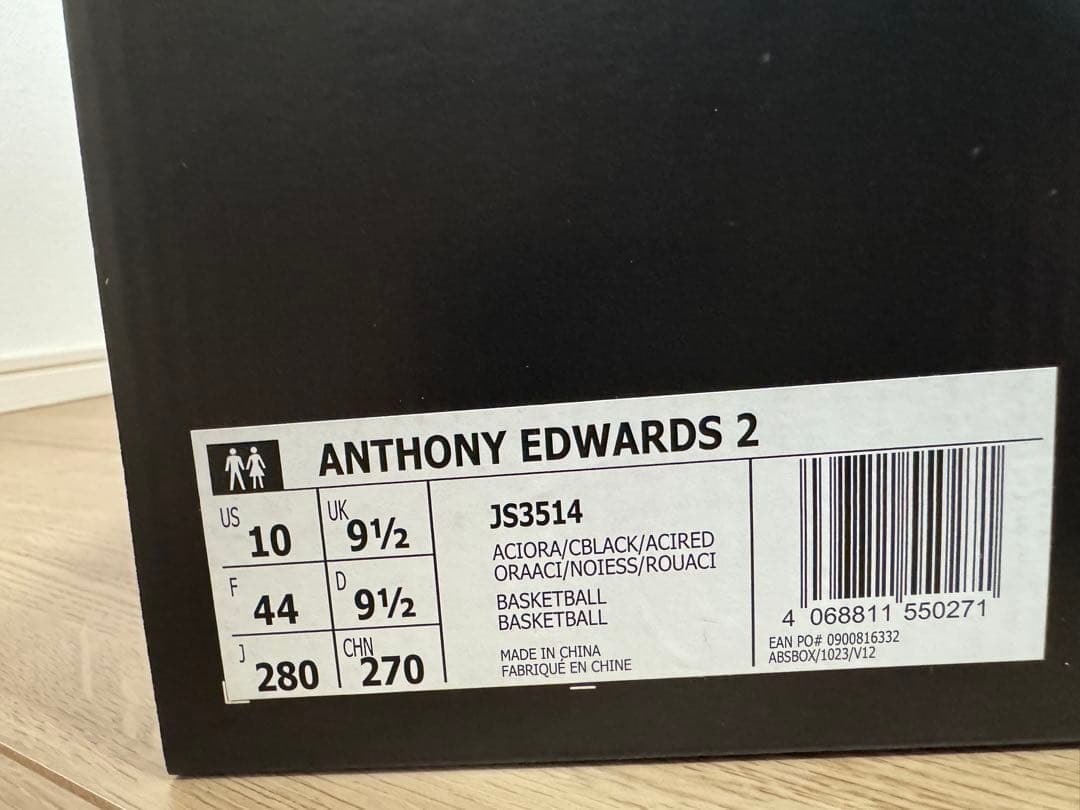 ANTHONY EDWARDS 2
US 10 UK 9½
F 44 D 9½
J 280 CHN 270
JS3514
ACIORA/CBLACK/ACIRED
ORAACI/NOIESS/ROUACI
BASKETBALL
BASKETBALL
MADE IN CHINA
FABRIQUÉ EN CHINE
4 068811 550271
EAN PO# 0900816332
ABSBOX/1023/V12